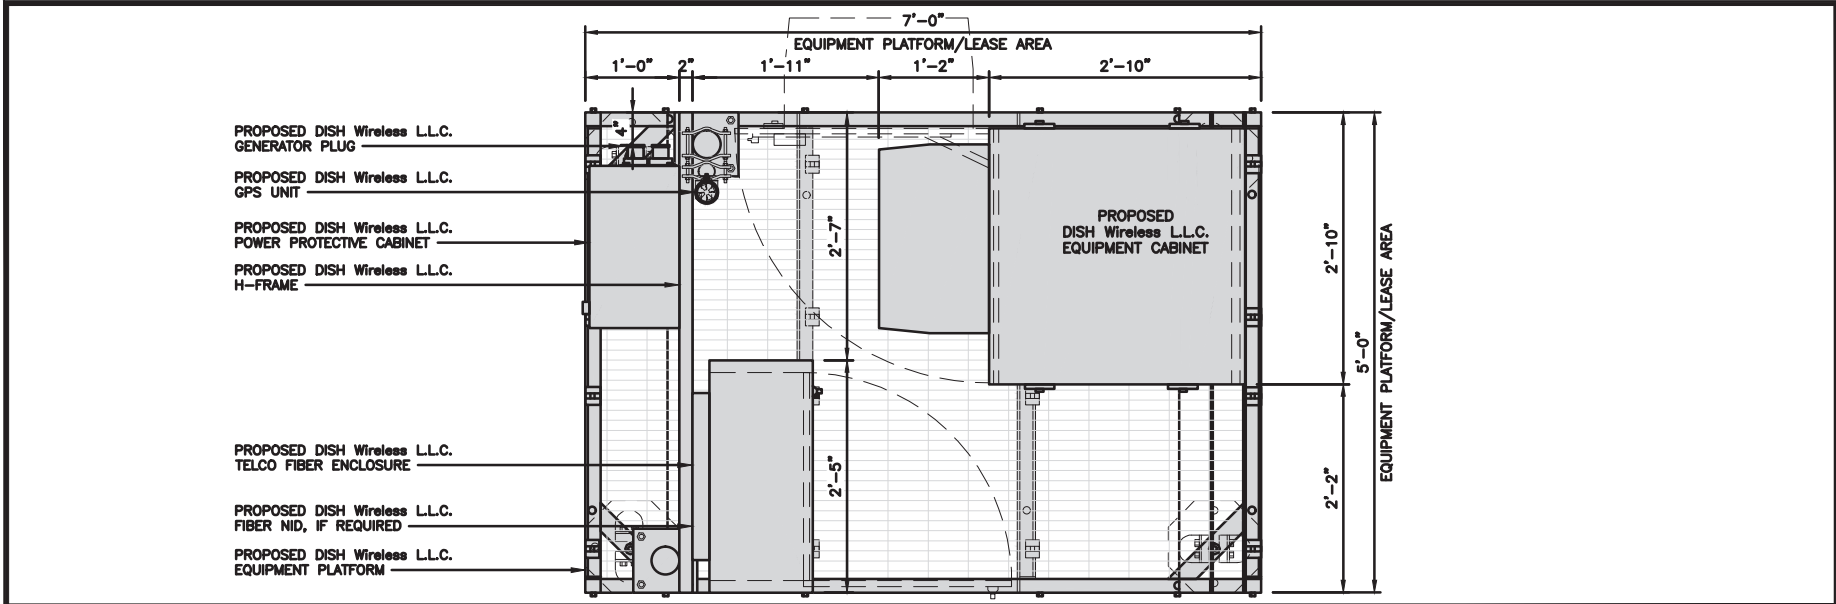 7'-0"
EQUIPMENT PLATFORM/LEASE AREA
1'-0"
2"
1'-11"
1'-2"
2'-10"
4"
PROPOSED DISH Wireless L.L.C.
GENERATOR PLUG
PROPOSED DISH Wireless L.L.C.
GPS UNIT
PROPOSED DISH Wireless L.L.C.
POWER PROTECTIVE CABINET
PROPOSED DISH Wireless L.L.C.
H-FRAME
2'-7"
PROPOSED
DISH Wireless L.L.C.
EQUIPMENT CABINET
2'-10"
5'-0"
EQUIPMENT PLATFORM/LEASE AREA
PROPOSED DISH Wireless L.L.C.
TELCO FIBER ENCLOSURE
2'-5"
2'-2"
PROPOSED DISH Wireless L.L.C.
FIBER NID, IF REQUIRED
PROPOSED DISH Wireless L.L.C.
EQUIPMENT PLATFORM